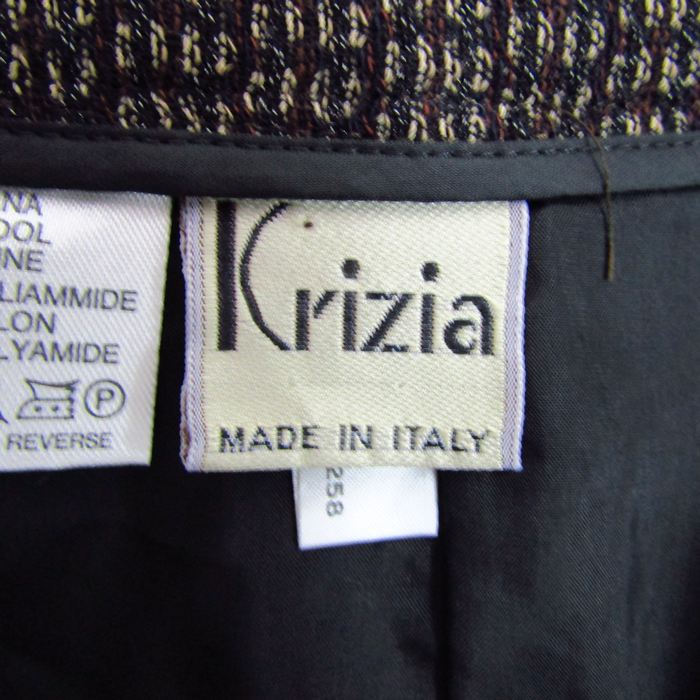 NA
OOL
INE
LIAMMIDE
LON
LYAMIDE
P
REVERSE
Krizia
MADE IN ITALY
258